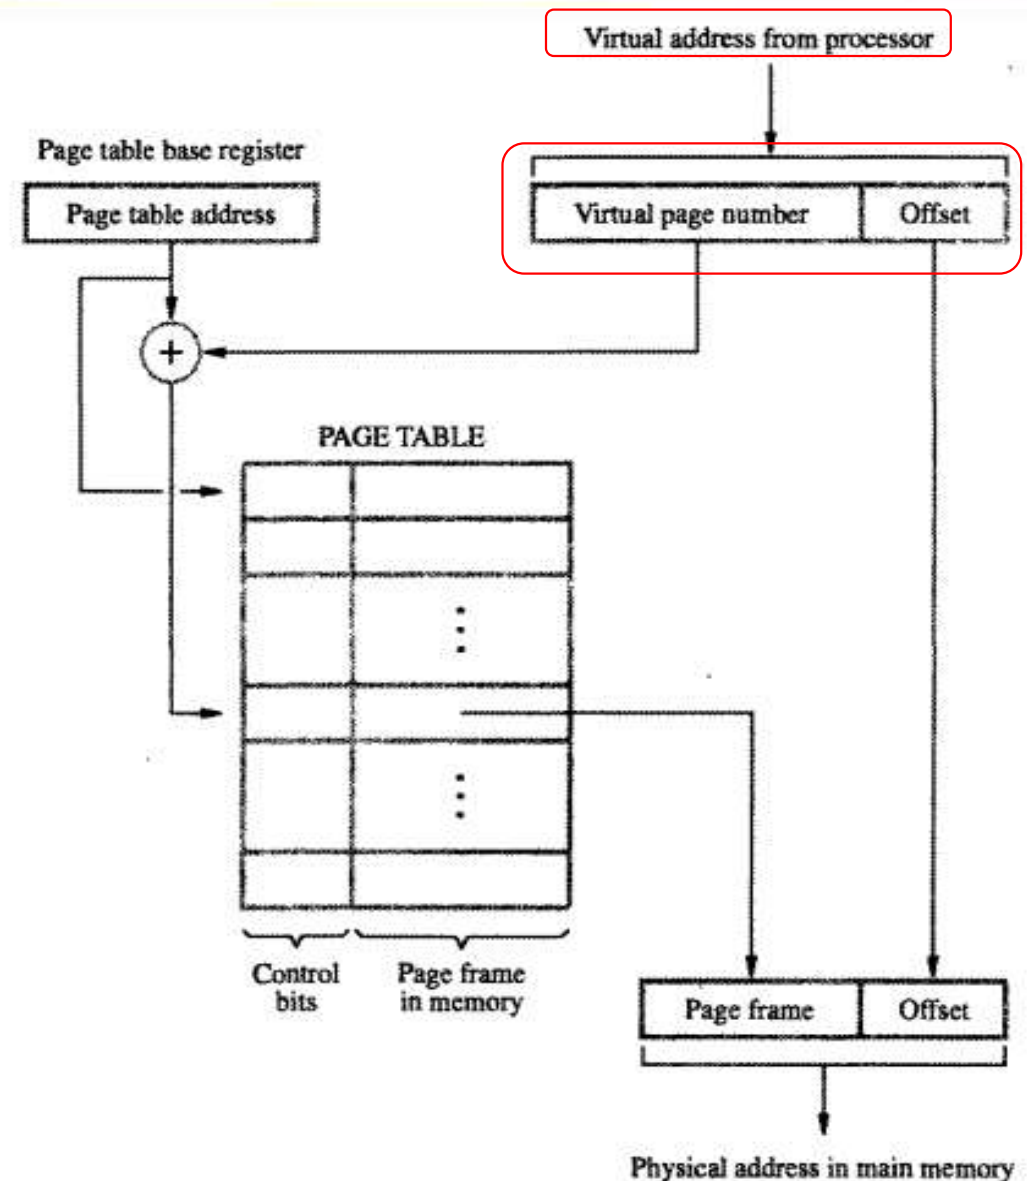 Virtual address from processor
Page table base register
Page table address
Virtual page number
Offset
+
PAGE TABLE
Control
bits
Page frame
in memory
Page frame
Offset
Physical address in main memory